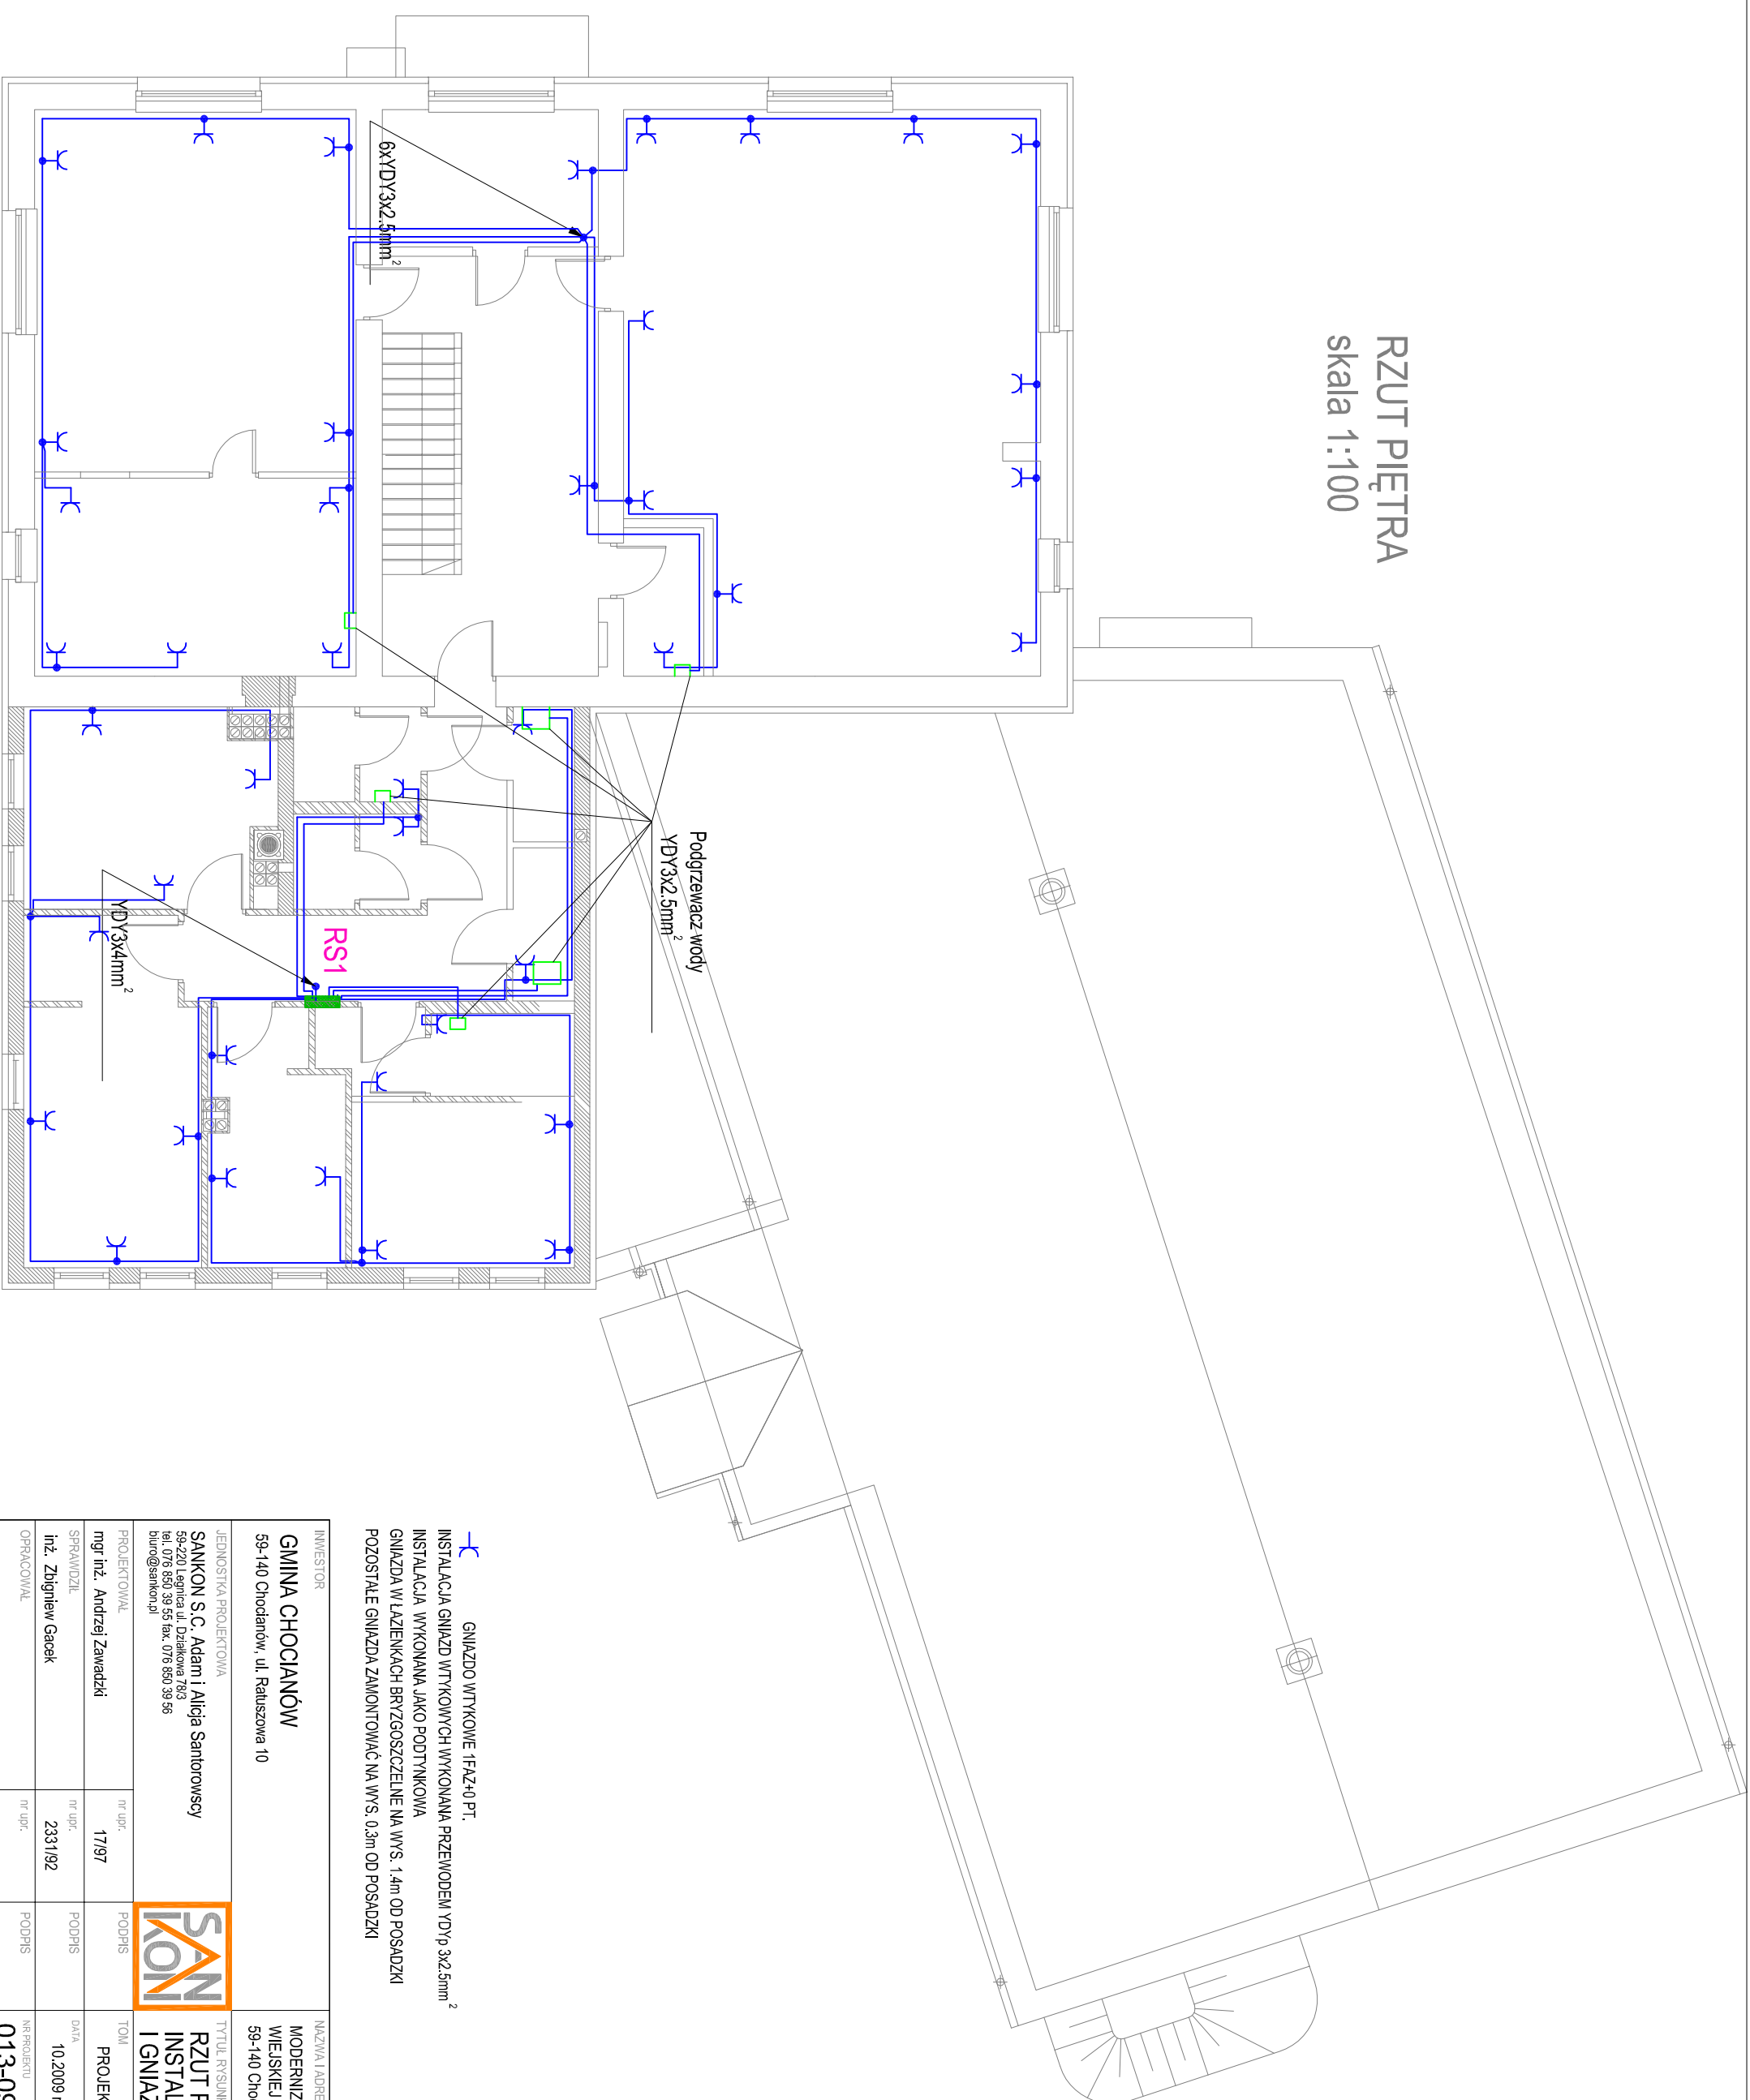 RZUT PIĘTRA
skala 1:100
6xYDY3x2.5mm²
Podgrzewacz wody
YDY3x2.5mm²
RS1
YDY3x4mm²
GNIAZDO WTYKOWE 1FAZ+0 PT.
INSTALACJA GNIAZD WTYKOWYCH WYKONANA PRZEWODEM YDYp 3x2.5mm²
INSTALACJA WYKONANA JAKO PODTYNKOWA
GNIAZDA W ŁAZIENKACH BRYZGOSZCZELNE NA WYS. 1.4m OD POSADZKI
POZOSTAŁE GNIAZDA ZAMONTOWAĆ NA WYS. 0.3m OD POSADZKI
INWESTOR
GMINA CHOCIANÓW
59-140 Chocianów, ul. Ratuszowa 10
NAZWA I ADRE
MODERNIZ
WIEJSKIEJ
59-140 Choc
JEDNOSTKA PROJEKTOWA
SANKON S.C. Adam i Alicja Santorowscy
59-220 Legnica ul. Działkowa 78/3
tel. 076 850 39 55 fax. 076 850 39 56
biuro@sankon.pl
SAN
KON
TYTUŁ RYSUN
RZUT P
INSTAL
I GNIAZ
PROJEKTOWAŁ
mgr inż. Andrzej Zawadzki
nr upr.
17/97
PODPIS
TOM
PROJEK
SPRAWDZIŁ
inż. Zbigniew Gacek
nr upr.
2331/92
PODPIS
DATA
10.2009 r
OPRACOWAŁ
nr upr.
PODPIS
NR PROJEKTU
013-09